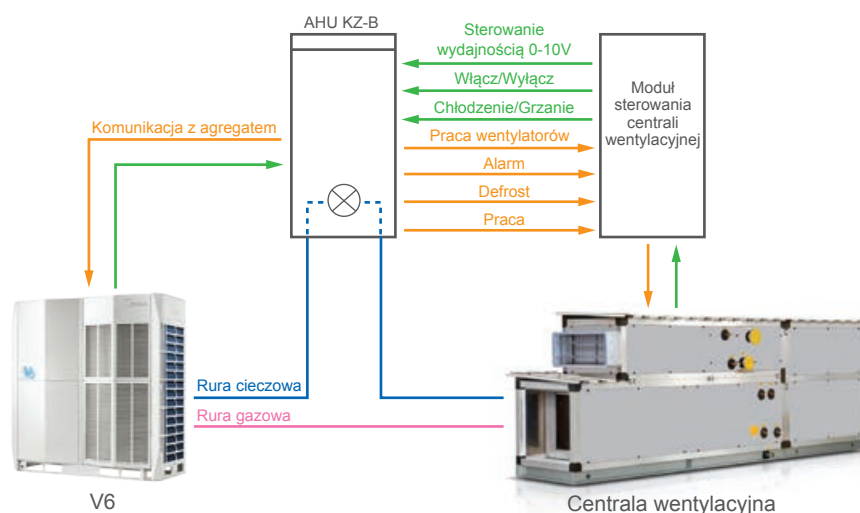 AHU KZ-B
Sterowanie
wydajnością 0-10V
Włącz/Wyłącz
Chłodzenie/Grzanie
Moduł
sterowania
centrali
wentylacyjnej
Komunikacja z agregatem
Praca wentylatorów
Alarm
Defrost
Praca
V6
Rura cieczowa
Rura gazowa
V6
Centrala wentylacyjna